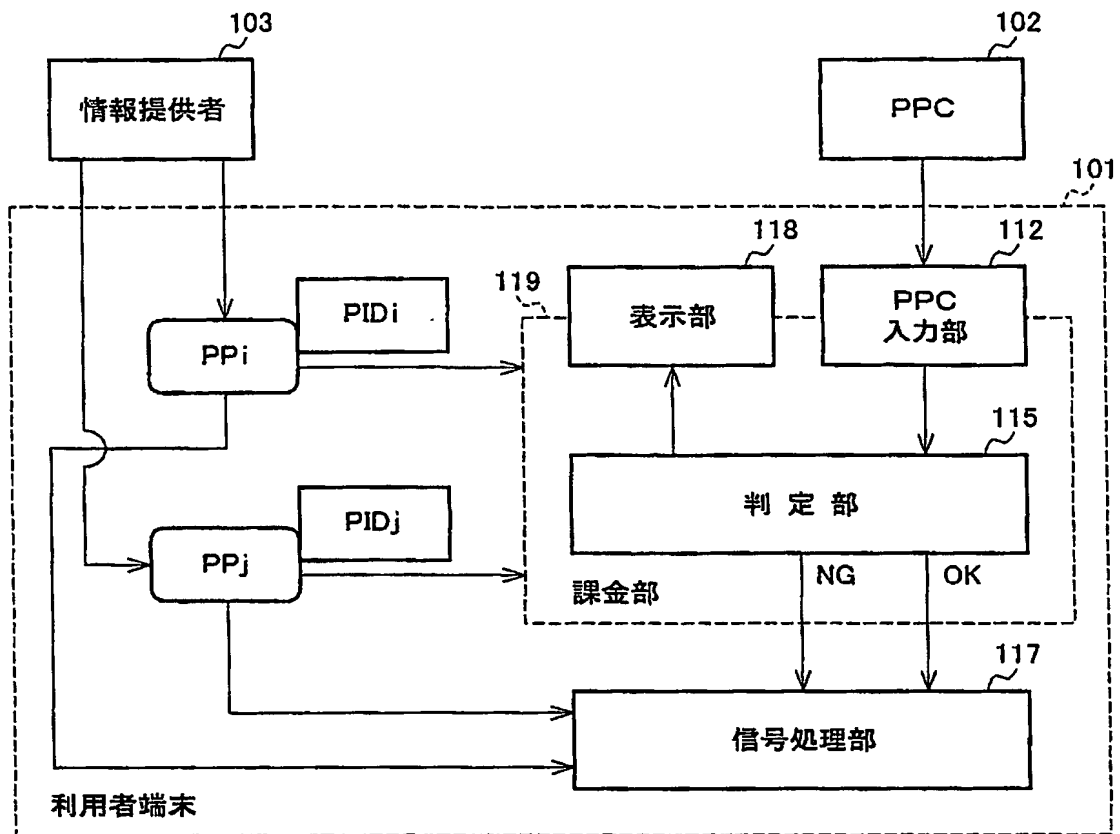 103
情報提供者
102
PPC
101
118
表示部
112
PPC
入力部
119
PIDi
PPi
115
判定部
PIDj
PPj
NG
OK
課金部
117
信号処理部
利用者端末